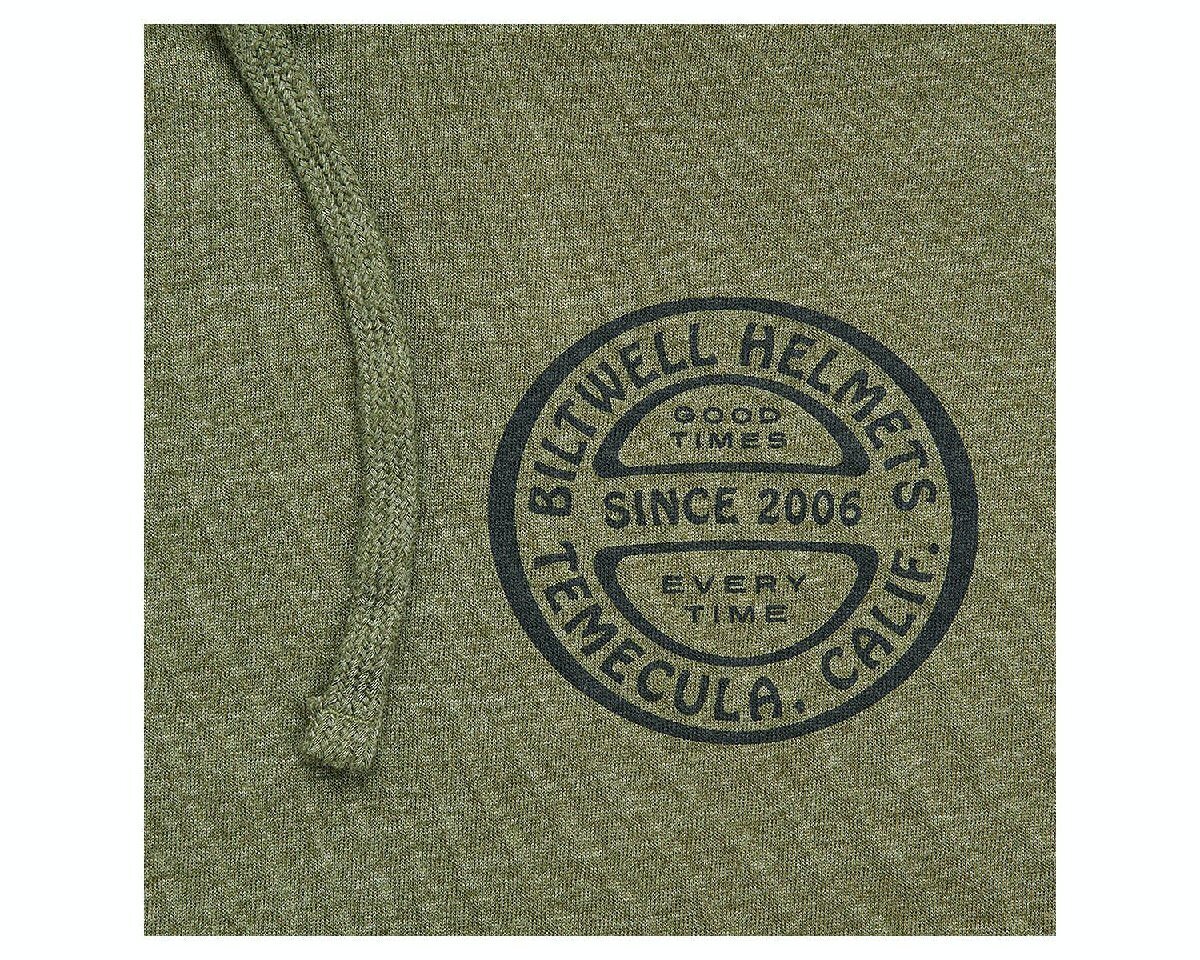 BILTWELL HELMETS
GOOD
TIMES
SINCE 2006
EVERY
TIME
TEMECULA, CALIF.